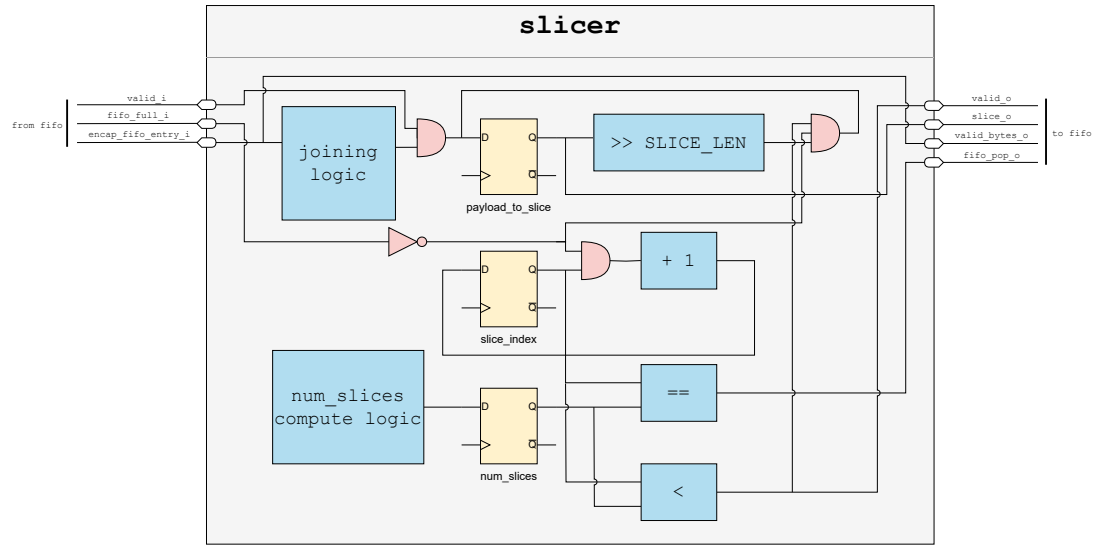 slicer
valid_i
fifo_full_i
encap_fifo_entry_i
from fifo
joining
logic
D
Q
Q
payload_to_slice
>> SLICE_LEN
valid_o
slice_o
valid_bytes_o
fifo_pop_o
to fifo
D
Q
Q
slice_index
+ 1
num_slices
compute logic
D
Q
Q
num_slices
==
<